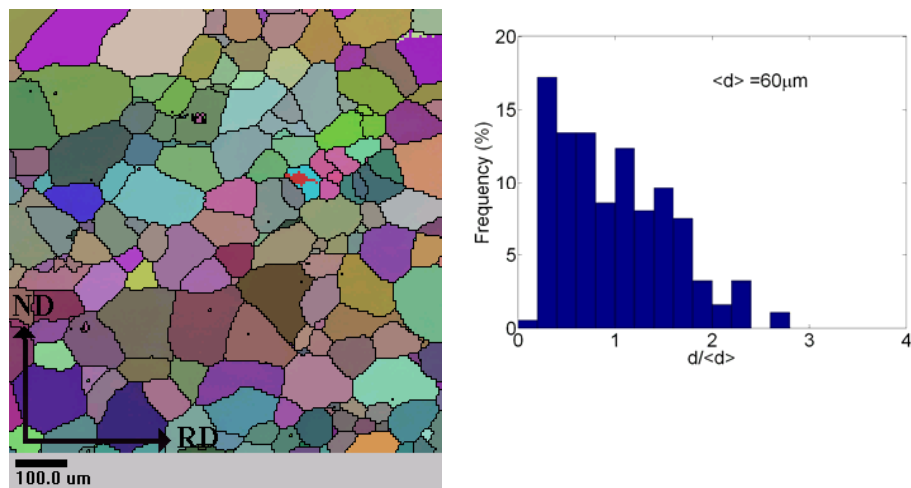 ND
RD
100.0 um
20
15
10
5
0
Frequency (%)
<d> =60μm
0 1 2 3 4
d/<d>